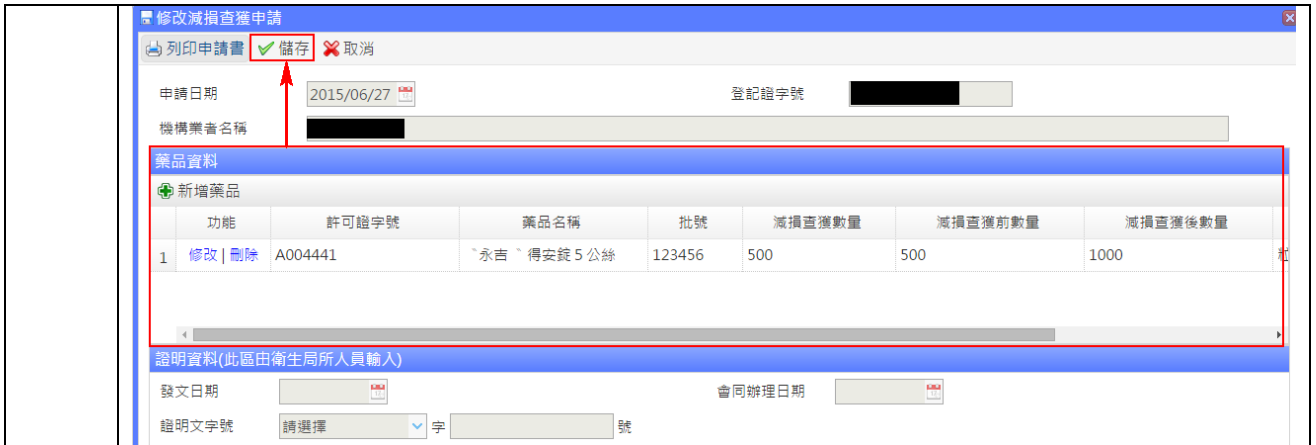 修改減損查獲申請
列印申請書 儲存 取消
申請日期 2015/06/27 登記證字號
機構業者名稱
藥品資料
新增藥品
功能 許可證字號 藥品名稱 批號 減損查獲數量 減損查獲前數量 減損查獲後數量
1 修改 | 刪除 A004441 `永吉 ` 得安錠 5 公絲 123456 500 500 1000
證明資料(此區由衛生局所人員輸入)
發文日期 會同辦理日期
證明文字號 請選擇 字 號